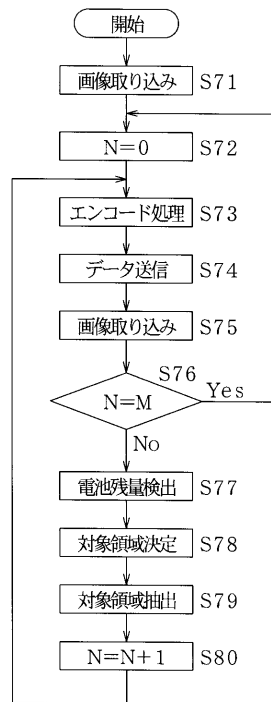 開始
画像取り込み S71
N=0 S72
エンコード処理 S73
データ送信 S74
画像取り込み S75
S76
N=M Yes
No
電池残量検出 S77
対象領域決定 S78
対象領域抽出 S79
N=N+1 S80